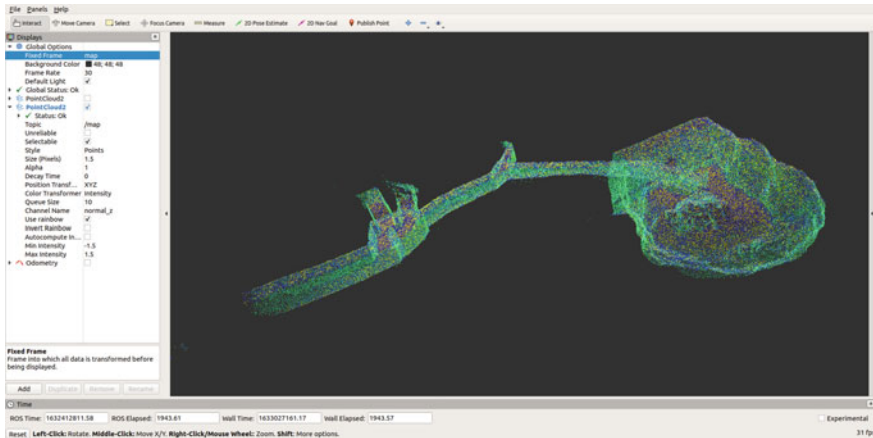 File Panels Help
Interact Move Camera Select Focus Camera Measure 2D Pose Estimate 2D Nav Goal Publish Point
Displays
Global Options
Fixed Frame map
Background Color 48; 48; 48
Frame Rate 30
Default Light
Global Status: Ok
PointCloud2
PointCloud2
Status: Ok
Topic /map
Unreliable
Selectable
Style Points
Size (Pixels) 1.5
Alpha 1
Decay Time 0
Position Transf... XYZ
Color Transformer Intensity
Queue Size 10
Channel Name normal_z
Use rainbow
Invert Rainbow
Autocompute In...
Min Intensity -1.5
Max Intensity 1.5
Odometry
Fixed Frame
Frame into which all data is transformed before
being displayed.
Add Duplicate Remove Rename
Time
ROS Time: 1632412811.58 ROS Elapsed: 1943.61 Wall Time: 1633027161.17 Wall Elapsed: 1943.57 Experimental
Reset Left-Click: Rotate. Middle-Click: Move X/Y. Right-Click/Mouse Wheel: Zoom. Shift: More options. 31 fps